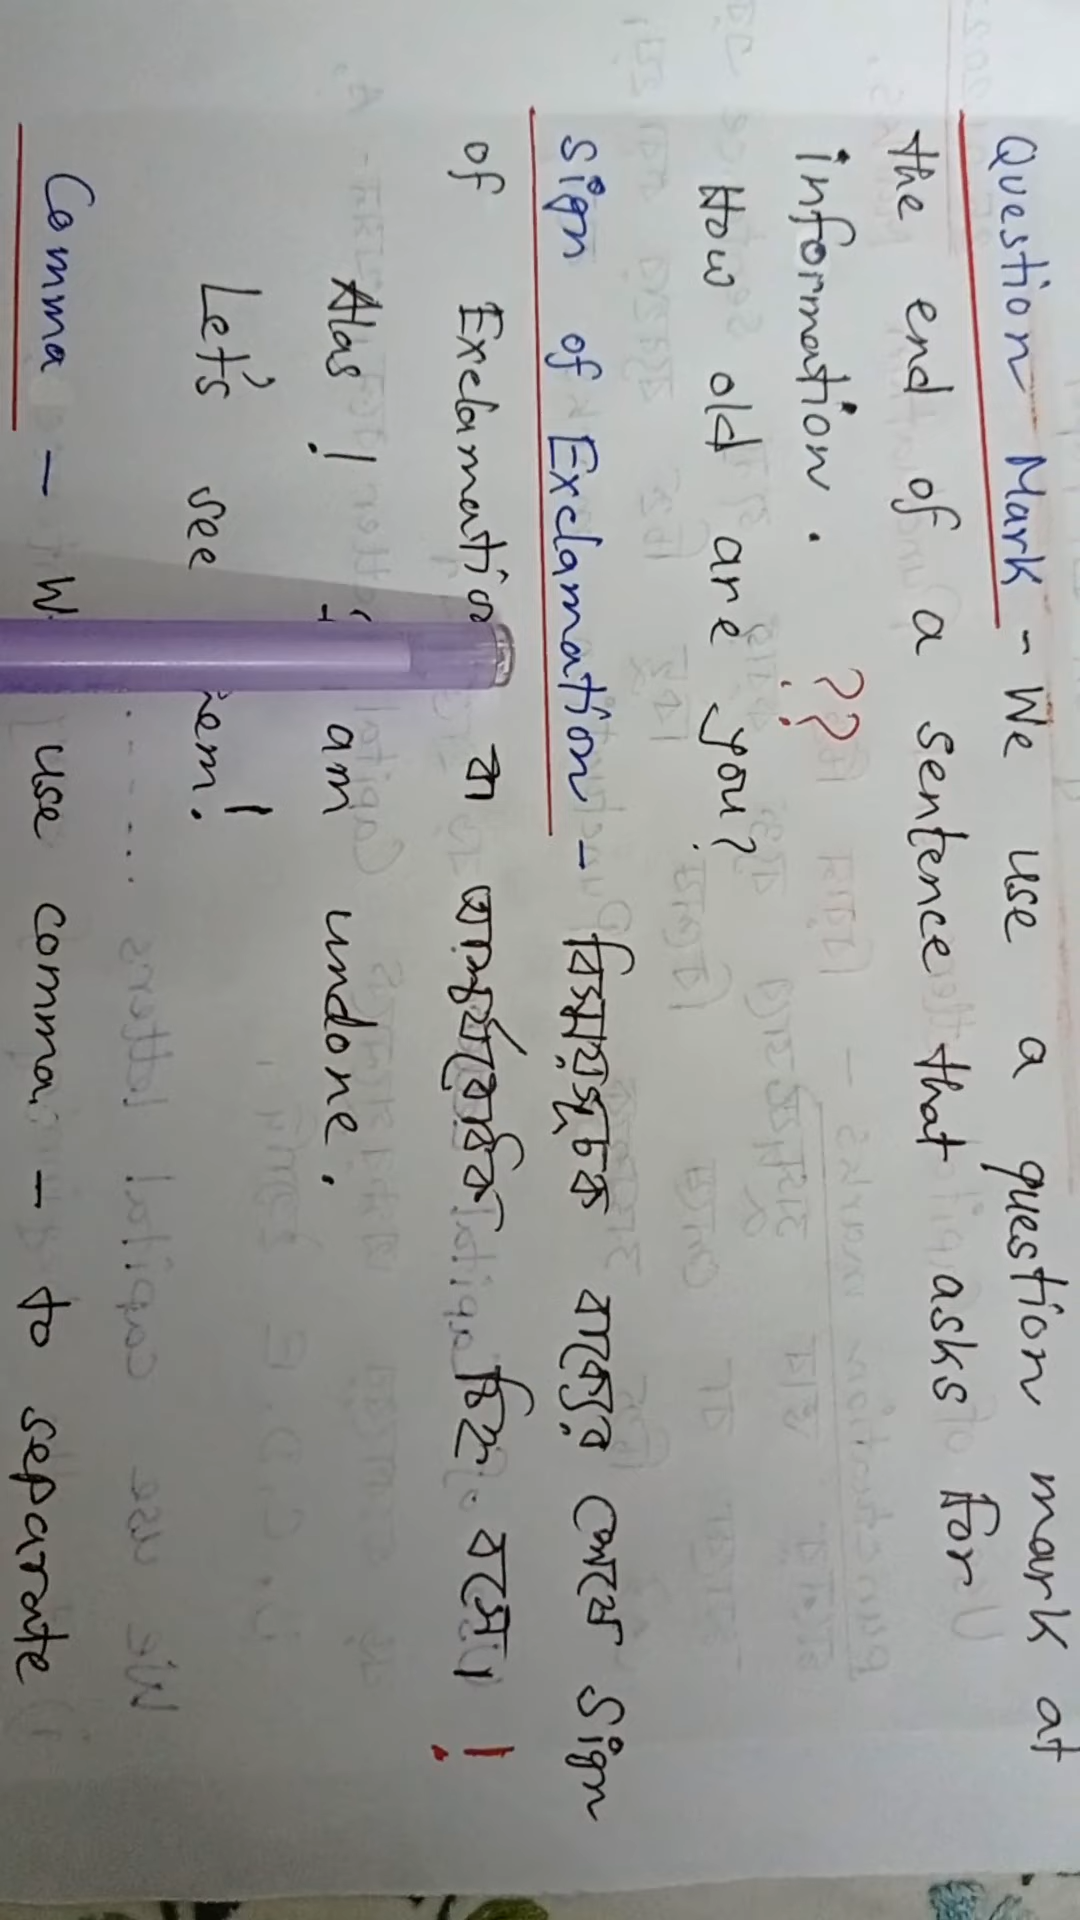 Question Mark - We use a question mark at
the end of a sentence that asks for
information. ??
How old are you?
Sign of Exclamation - বিস্ময়সূচক বাক্যের শেষে Sign
of Exclamation বা আশ্চর্যবোধক চিহ্ন বসে। !
Alas! I am undone.
Let's see
Comma - We use comma - to separate